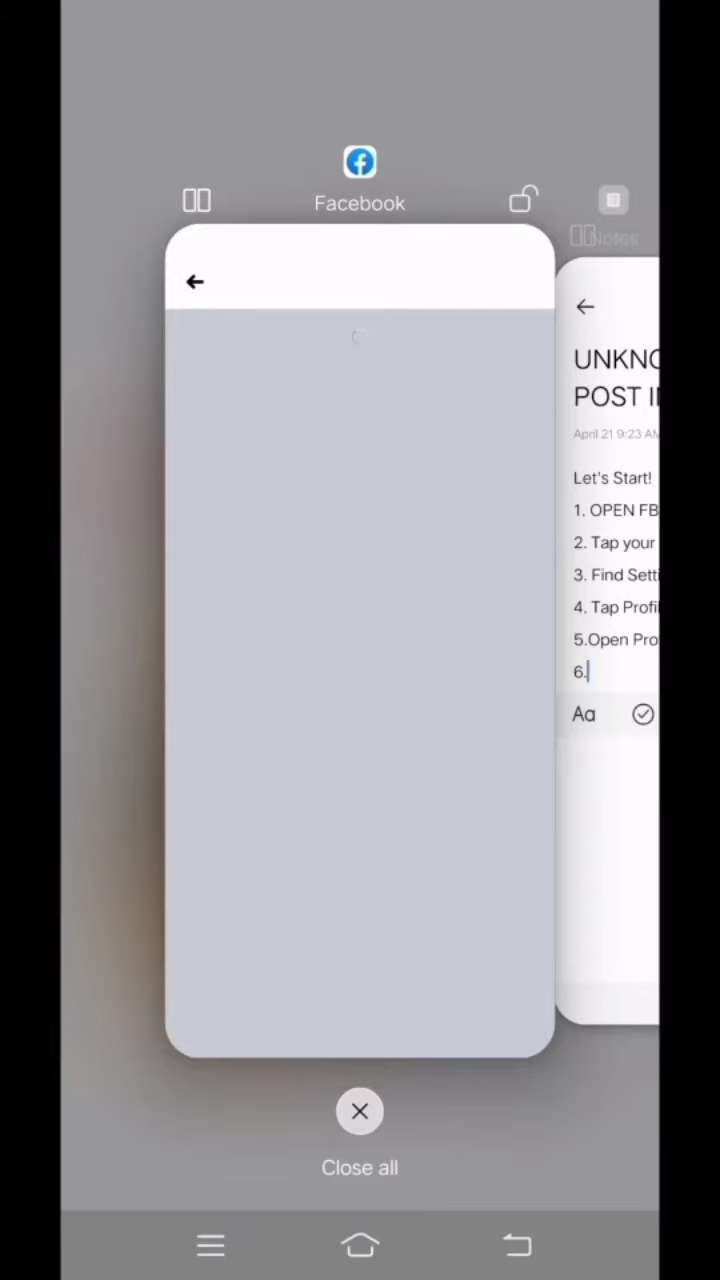 Facebook
Notes
UNKNO
POST I
April 21 9:23 AM
Let's Start!
1. OPEN FB
2. Tap your
3. Find Setti
4. Tap Profil
5.Open Pro
6.
Aa
Close all